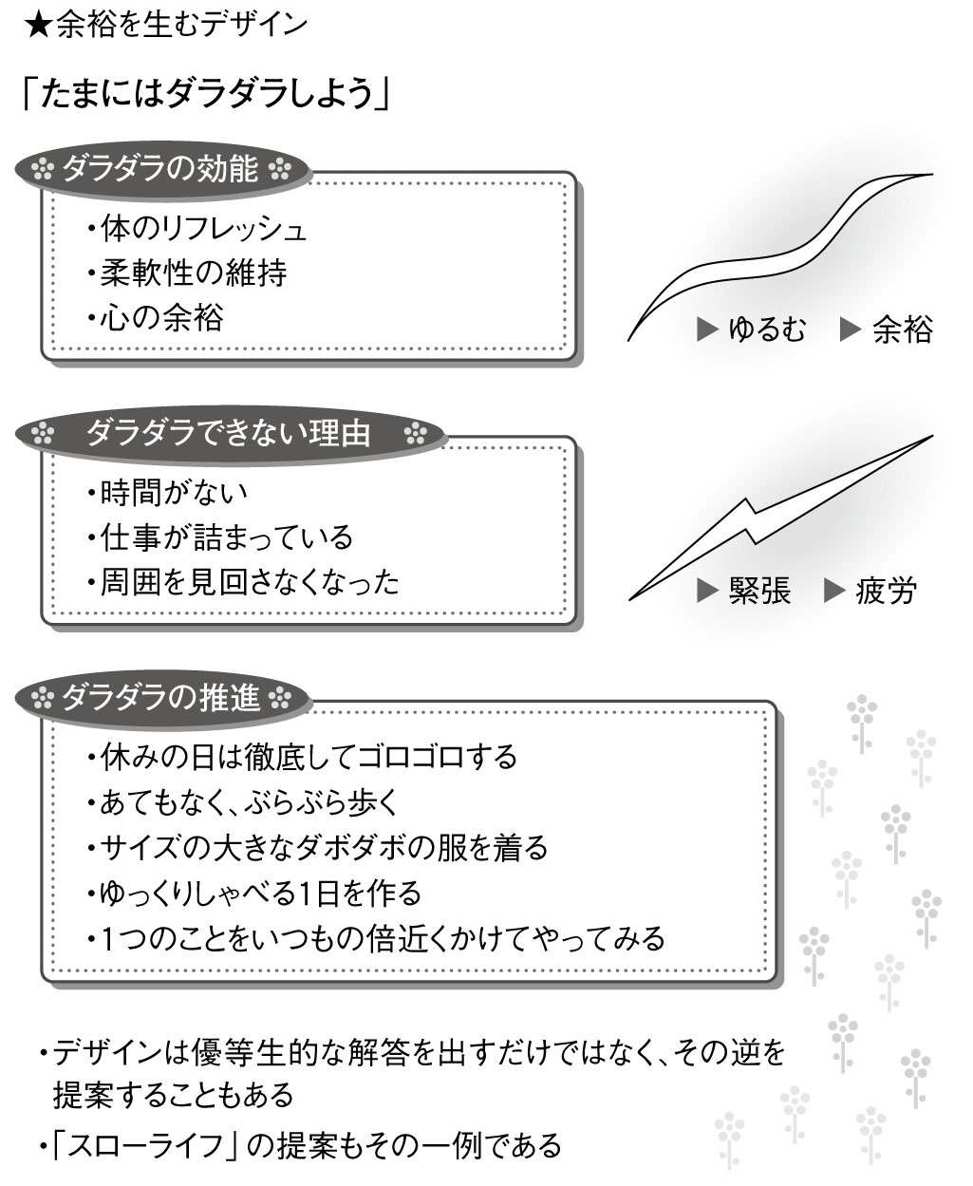 ★余裕を生むデザイン
「たまにはダラダラしよう」
ダラダラの効能
・体のリフレッシュ
・柔軟性の維持
・心の余裕
▶ ゆるむ ▶ 余裕
ダラダラできない理由
・時間がない
・仕事が詰まっている
・周囲を見回さなくなった
▶ 緊張 ▶ 疲労
ダラダラの推進
・休みの日は徹底してゴロゴロする
・あてもなく、ぶらぶら歩く
・サイズの大きなダボダボの服を着る
・ゆっくりしゃべる1日を作る
・1つのことをいつもの倍近くかけてやってみる
・デザインは優等生的な解答を出すだけではなく、その逆を
提案することもある
・「スローライフ」の提案もその一例である